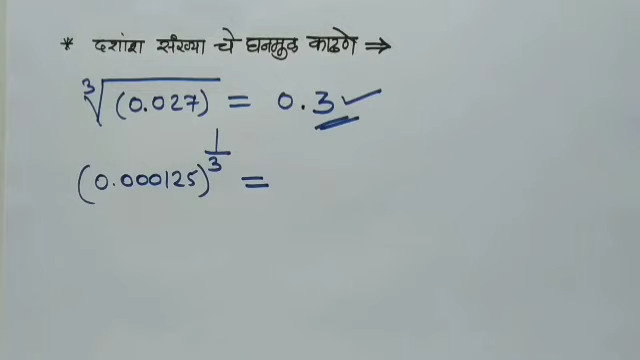 * दशांश संख्या चे घनमुळ काढणे ⇒
∛(0.027) = 0.3 ✓
(0.000125)^1/3 =